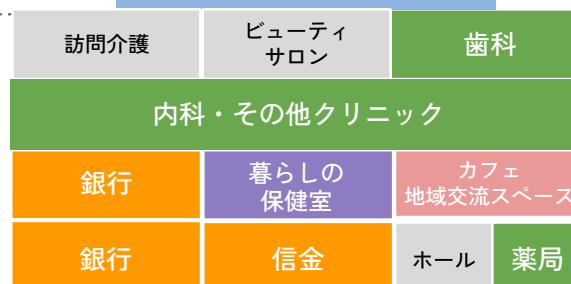 訪問介護
ビューティ
サロン
歯科
内科・その他クリニック
銀行
暮らしの
保健室
カフェ
地域交流スペース
銀行
信金
ホール
薬局